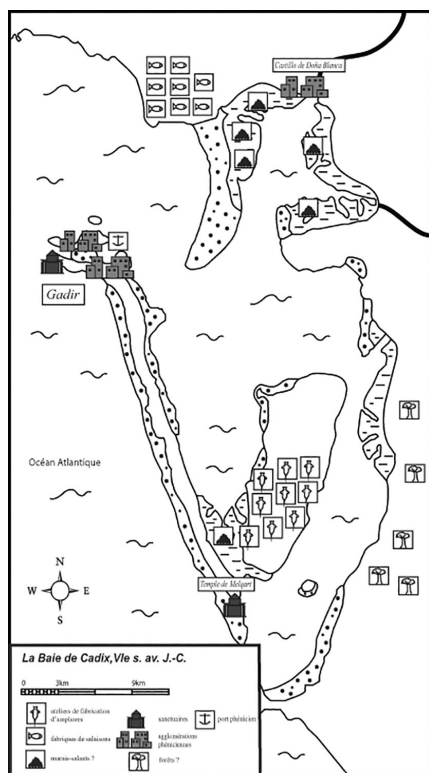 Castillo de Doña Blanca
Gadir
Océan Atlantique
N
W E
S
Temple de Melqart
La Baie de Cadix,VIe s. av. J.-C.
0 3km 9km
ateliers de fabrication
d'amphores
sanctuaires
port phénicien
fabriques de salaisons
agglomérations
phéniciennes
marais-salants ?
forêts ?